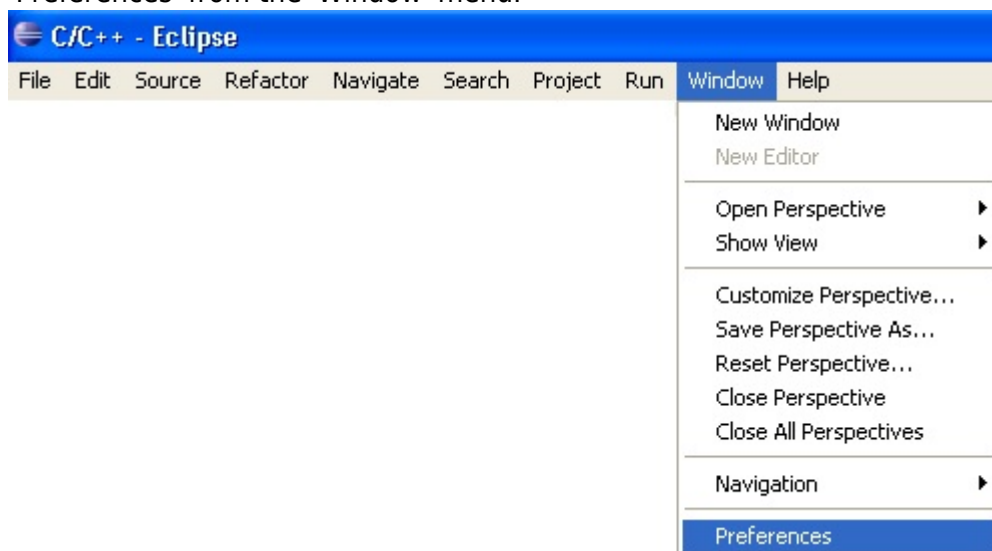 Preferences from the Window menu.
C/C++ - Eclipse
File Edit Source Refactor Navigate Search Project Run Window Help
New Window
New Editor
Open Perspective
Show View
Customize Perspective...
Save Perspective As...
Reset Perspective...
Close Perspective
Close All Perspectives
Navigation
Preferences